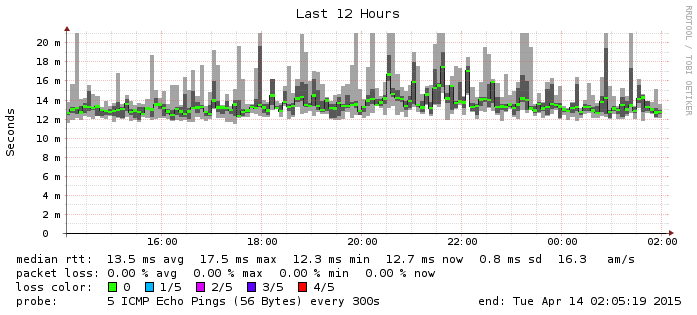 Last 12 Hours
RRDTOOL / TOBI OETIKER
Seconds
20 m
18 m
16 m
14 m
12 m
10 m
8 m
6 m
4 m
2 m
0
16:00 18:00 20:00 22:00 00:00 02:00
median rtt: 13.5 ms avg 17.5 ms max 12.3 ms min 12.7 ms now 0.8 ms sd 16.3 am/s
packet loss: 0.00 % avg 0.00 % max 0.00 % min 0.00 % now
loss color: 0 1/5 2/5 3/5 4/5
probe: 5 ICMP Echo Pings (56 Bytes) every 300s end: Tue Apr 14 02:05:19 2015